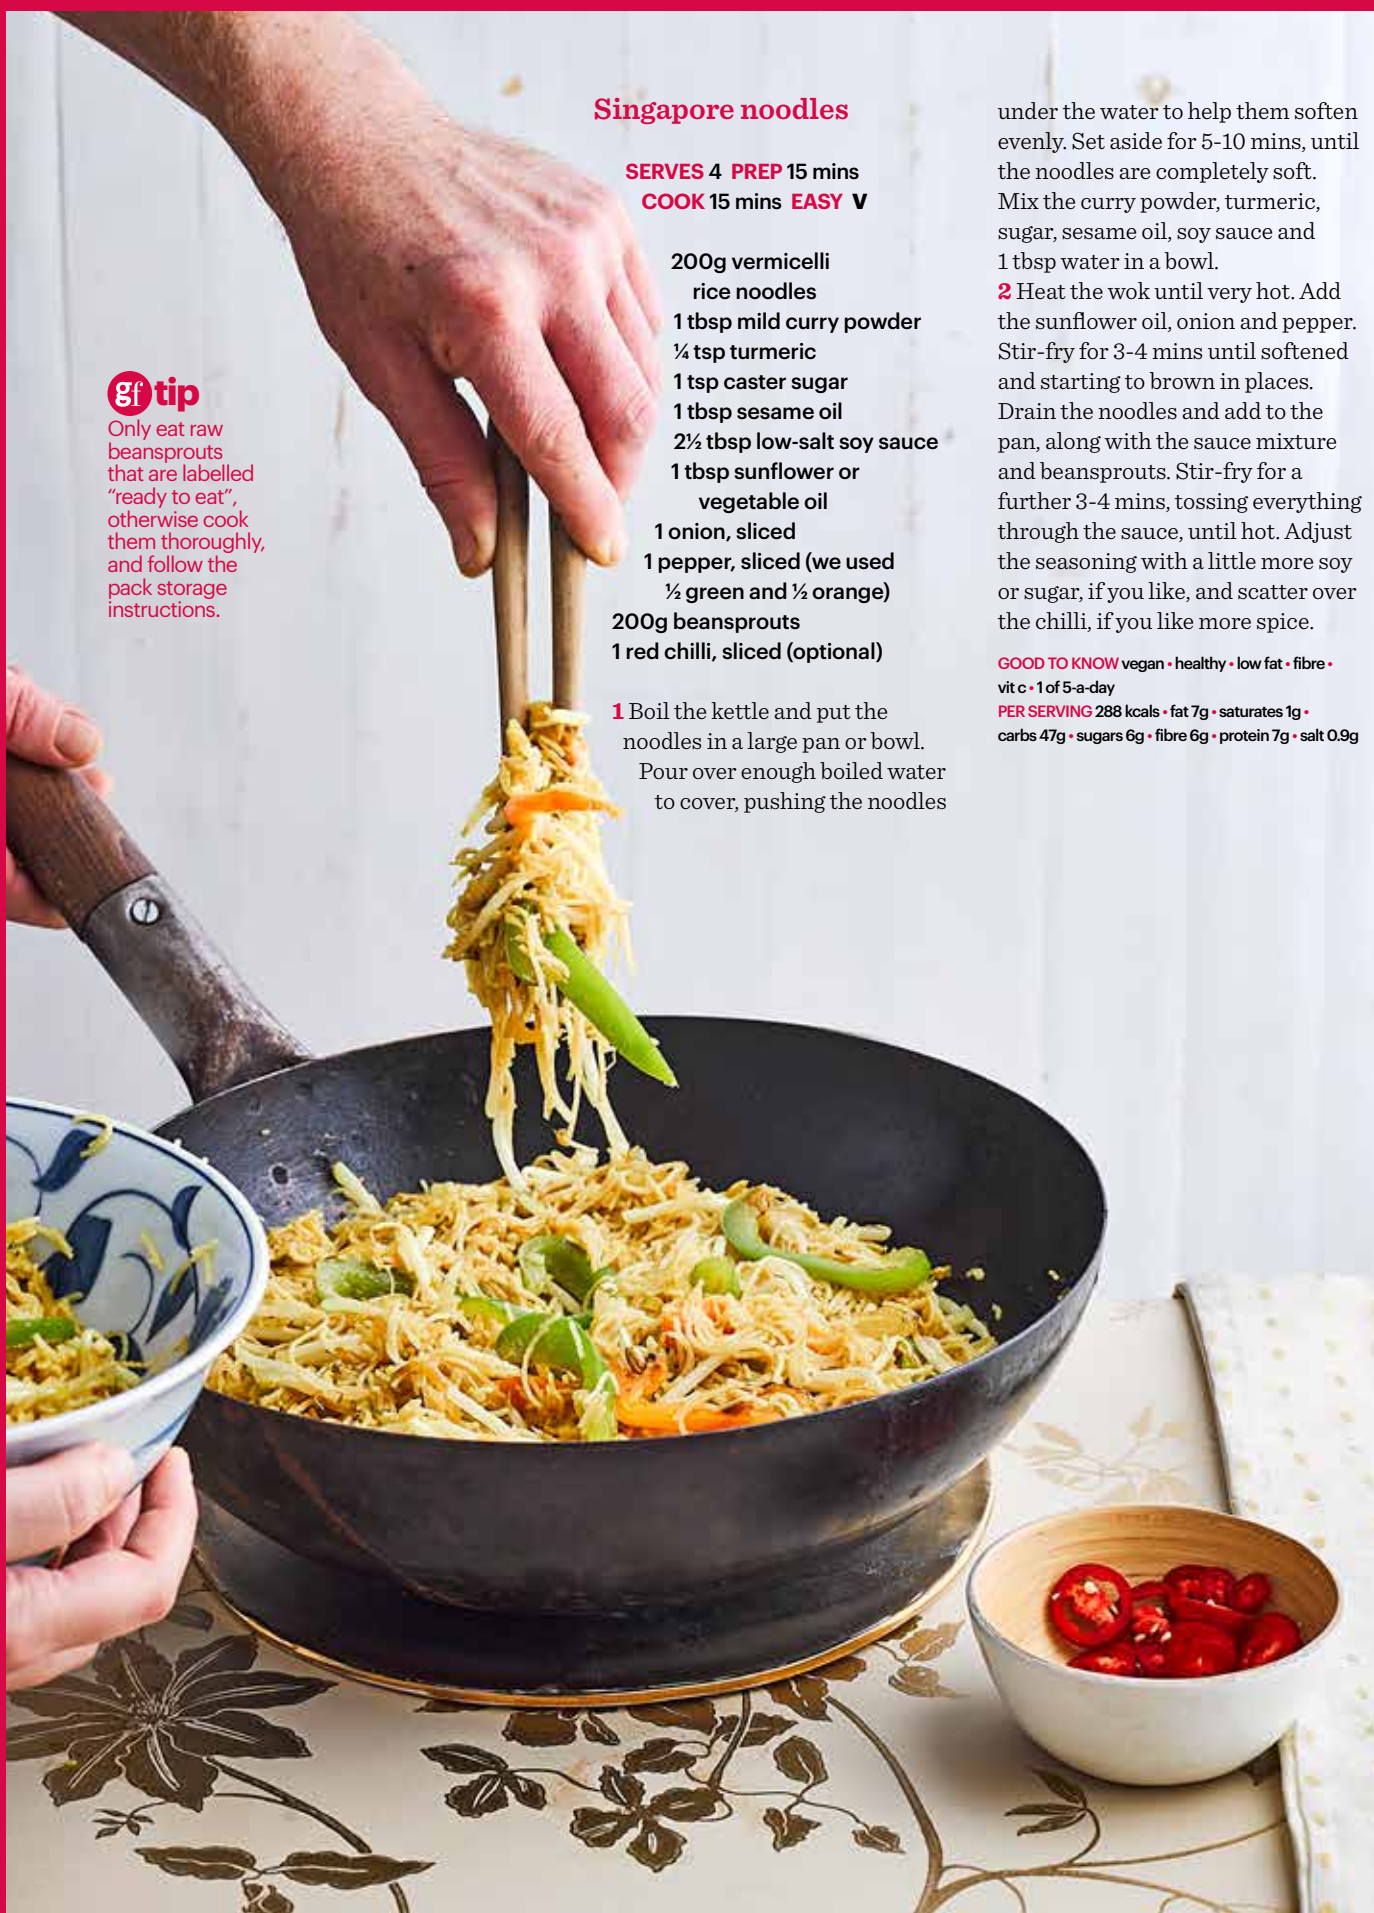 Singapore noodles
SERVES 4 PREP 15 mins
COOK 15 mins EASY V
200g vermicelli
rice noodles
1 tbsp mild curry powder
¼ tsp turmeric
1 tsp caster sugar
1 tbsp sesame oil
2½ tbsp low-salt soy sauce
1 tbsp sunflower or
vegetable oil
1 onion, sliced
1 pepper, sliced (we used
½ green and ½ orange)
200g beansprouts
1 red chilli, sliced (optional)
1 Boil the kettle and put the
noodles in a large pan or bowl.
Pour over enough boiled water
to cover, pushing the noodles
under the water to help them soften
evenly. Set aside for 5-10 mins, until
the noodles are completely soft.
Mix the curry powder, turmeric,
sugar, sesame oil, soy sauce and
1 tbsp water in a bowl.
2 Heat the wok until very hot. Add
the sunflower oil, onion and pepper.
Stir-fry for 3-4 mins until softened
and starting to brown in places.
Drain the noodles and add to the
pan, along with the sauce mixture
and beansprouts. Stir-fry for a
further 3-4 mins, tossing everything
through the sauce, until hot. Adjust
the seasoning with a little more soy
or sugar, if you like, and scatter over
the chilli, if you like more spice.
GOOD TO KNOW vegan • healthy • low fat • fibre •
vit c • 1 of 5-a-day
PER SERVING 288 kcals • fat 7g • saturates 1g •
carbs 47g • sugars 6g • fibre 6g • protein 7g • salt 0.9g
gf tip
Only eat raw
beansprouts
that are labelled
“ready to eat”,
otherwise cook
them thoroughly,
and follow the
pack storage
instructions.